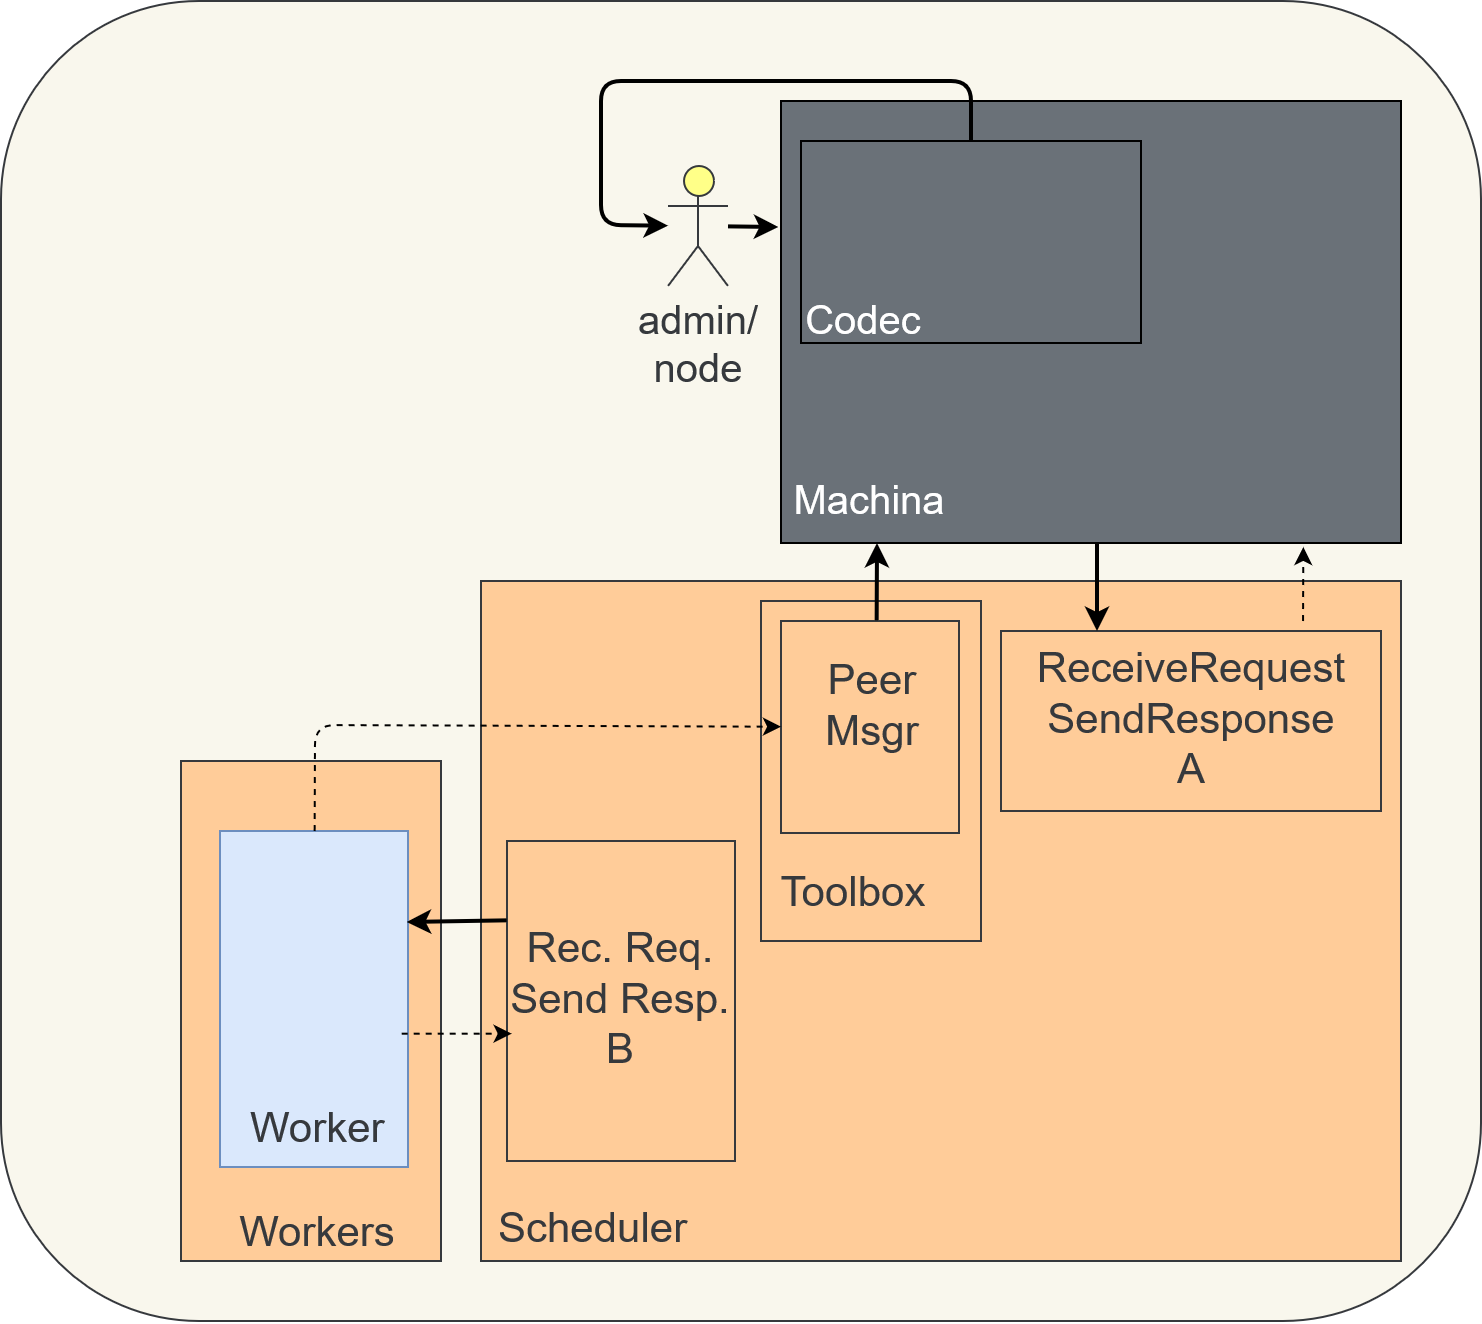 admin/
node
Codec
Machina
Peer
Msgr
Toolbox
ReceiveRequest
SendResponse
A
Rec. Req.
Send Resp.
B
Worker
Workers
Scheduler